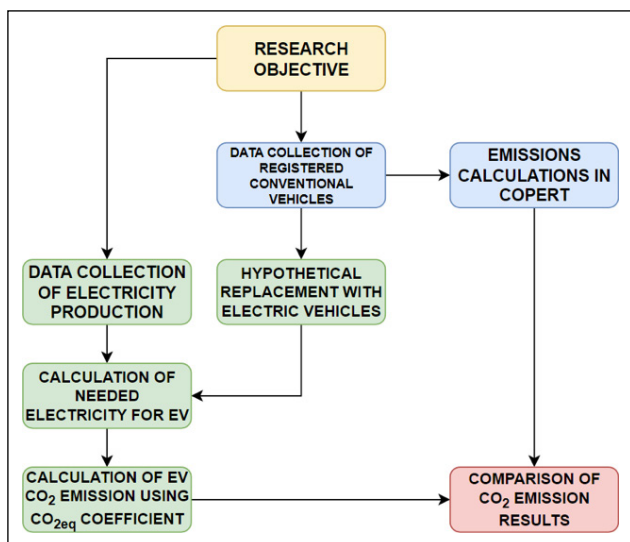 RESEARCH
OBJECTIVE
DATA COLLECTION OF
REGISTERED
CONVENTIONAL
VEHICLES
EMISSIONS
CALCULATIONS IN
COPERT
DATA COLLECTION
OF ELECTRICITY
PRODUCTION
HYPOTHETICAL
REPLACEMENT WITH
ELECTRIC VEHICLES
CALCULATION OF
NEEDED
ELECTRICITY FOR EV
CALCULATION OF EV
CO₂ EMISSION USING
CO₂eq COEFFICIENT
COMPARISON OF
CO₂ EMISSION
RESULTS